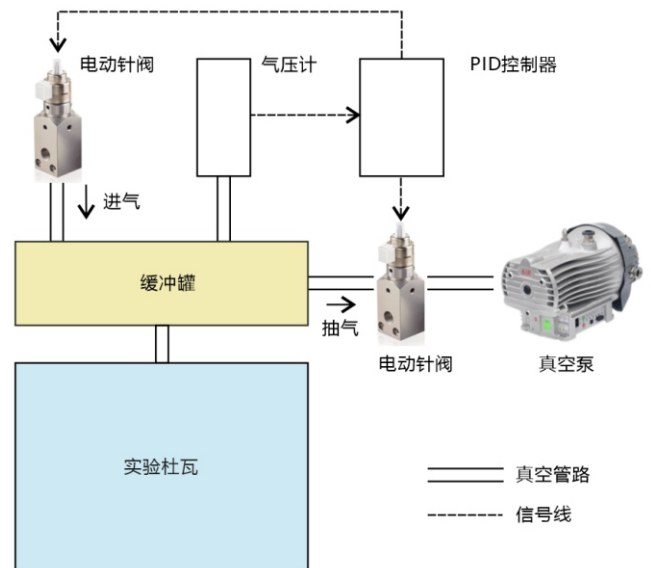 电动针阀
气压计
PID控制器
进气
缓冲罐
抽气
电动针阀
真空泵
实验杜瓦
真空管路
信号线